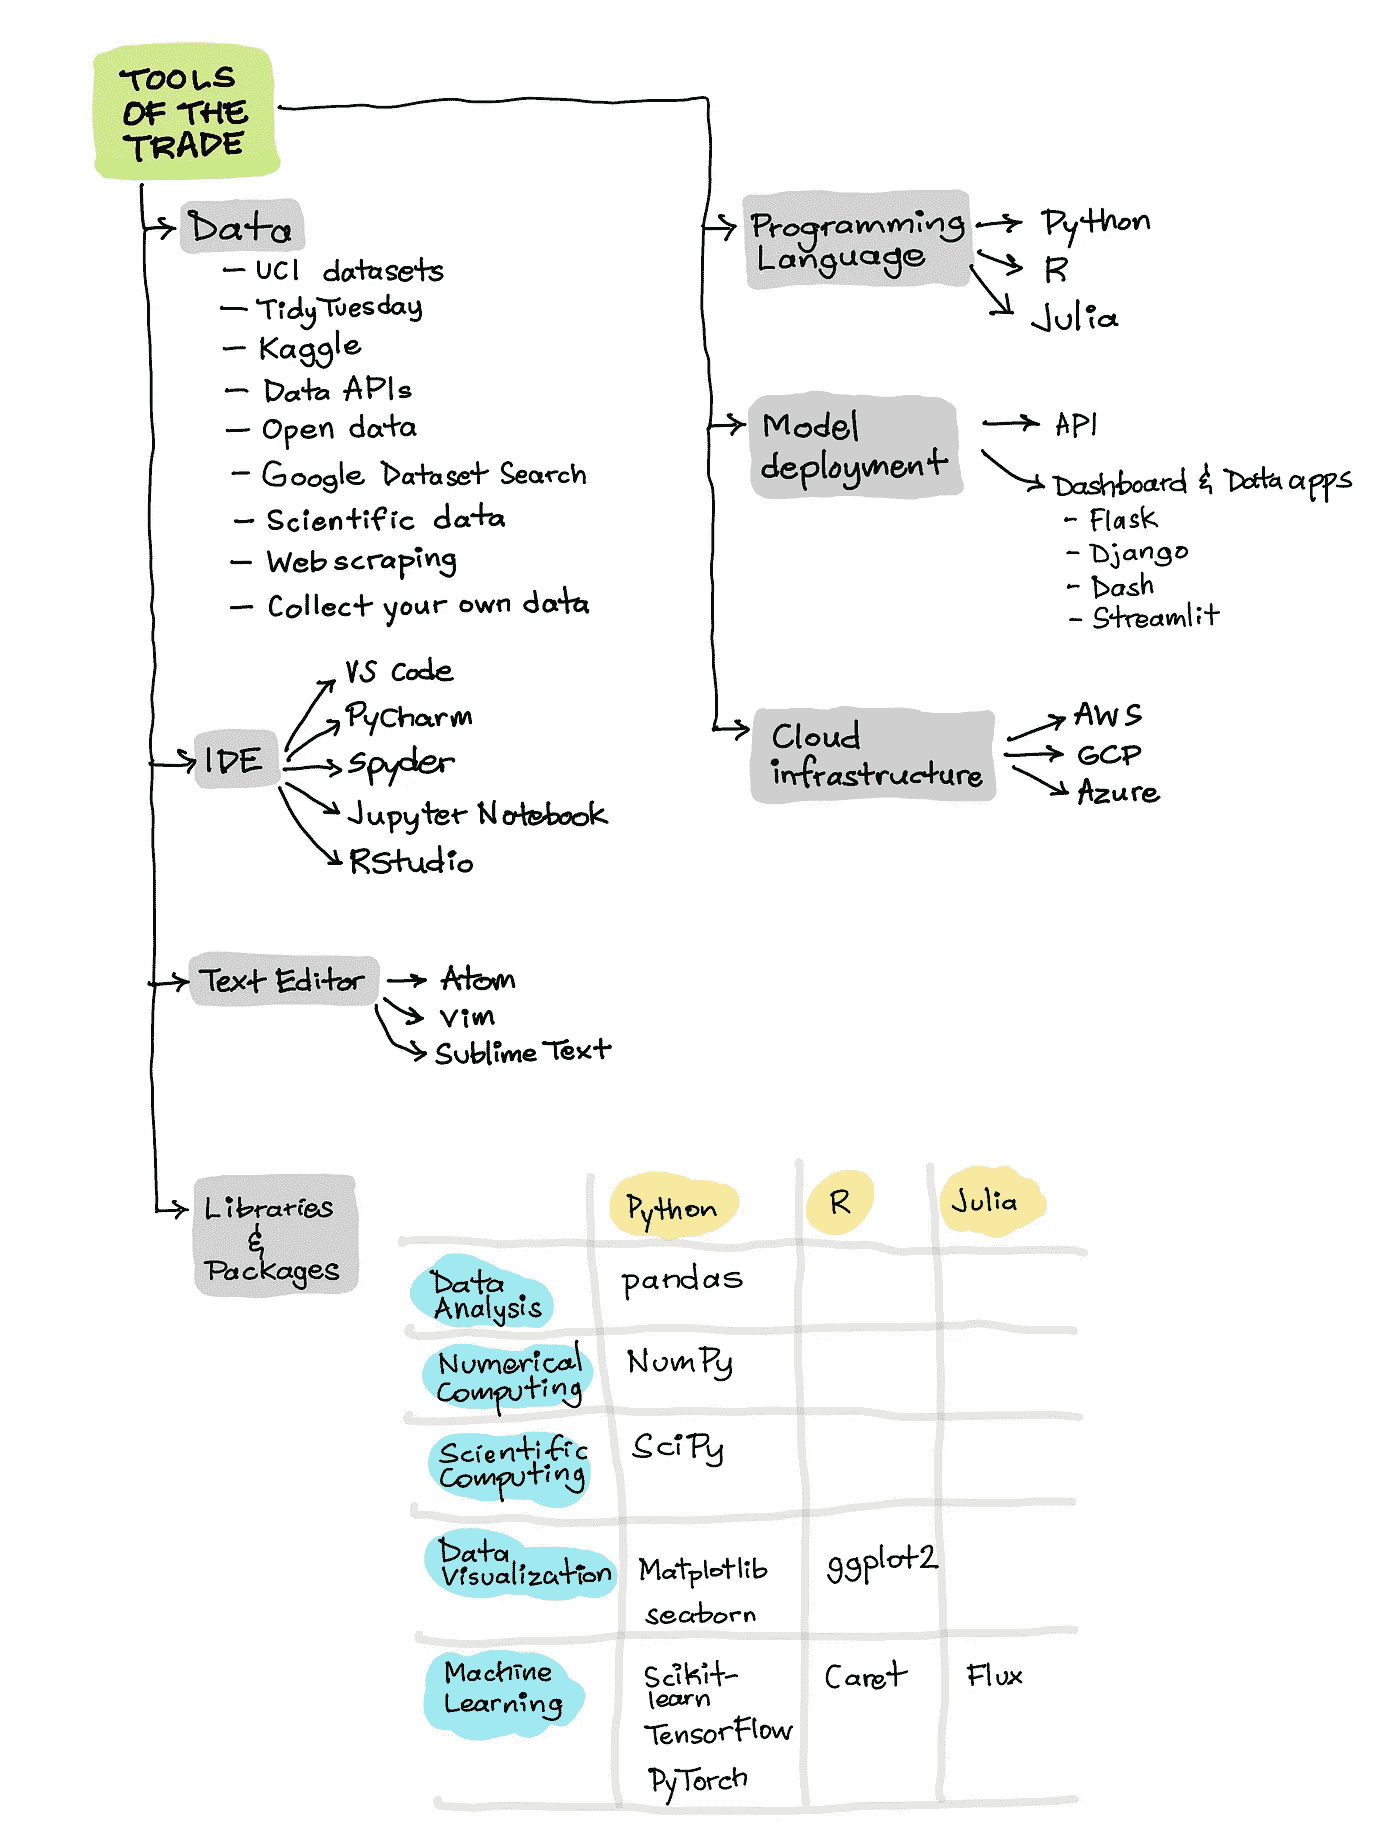 TOOLS
OF THE
TRADE
Data
- UCI datasets
- TidyTuesday
- Kaggle
- Data APIs
- Open data
- Google Dataset Search
- Scientific data
- Web scraping
- Collect your own data
IDE
VS Code
PyCharm
Spyder
Jupyter Notebook
RStudio
Text Editor
Atom
Vim
Sublime Text
Programming
Language
Python
R
Julia
Model
deployment
API
Dashboard & Data apps
- Flask
- Django
- Dash
- Streamlit
Cloud
infrastructure
AWS
GCP
Azure
Libraries
&
Packages
Python R Julia
Data
Analysis
pandas
Numerical
Computing
NumPy
Scientific
Computing
SciPy
Data
Visualization
Matplotlib
seaborn
ggplot2
Machine
Learning
Scikit-
learn
TensorFlow
PyTorch
Caret
Flux